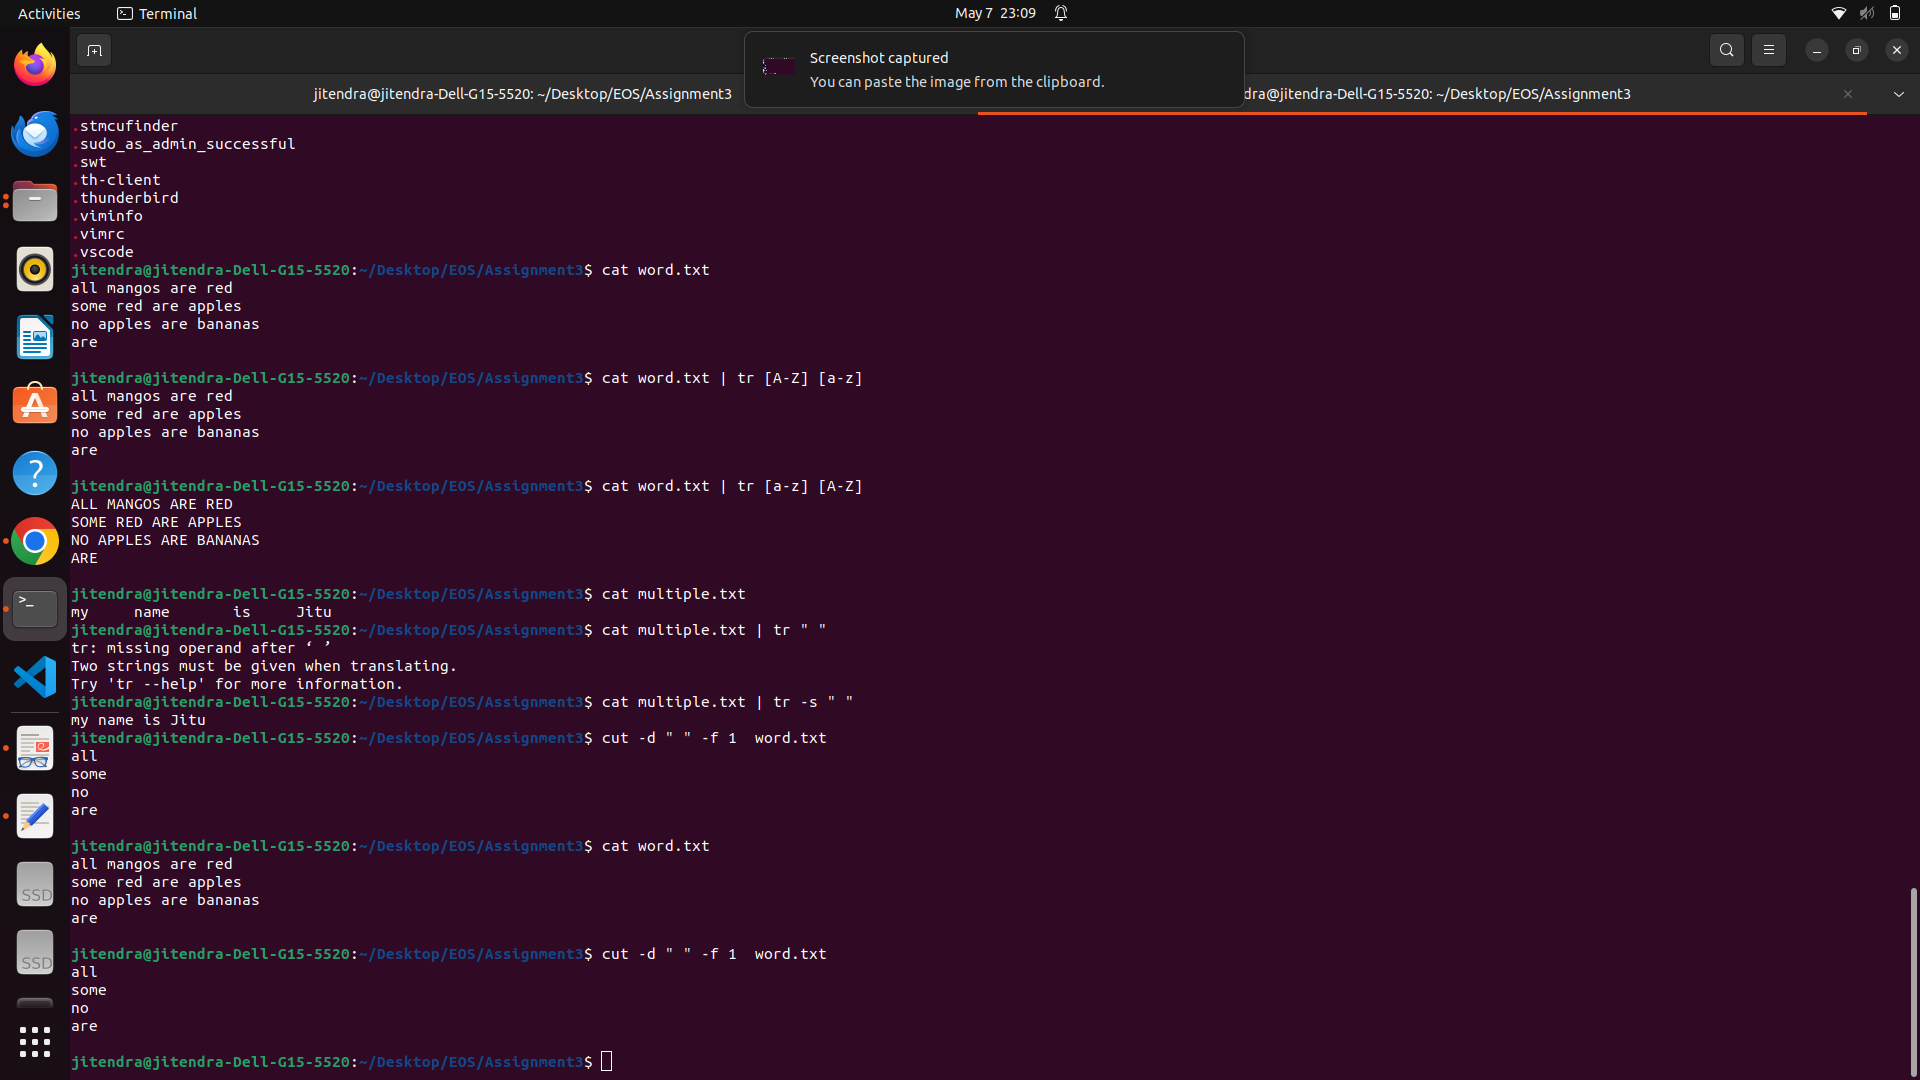 Activities
Terminal
May 7 23:09
Screenshot captured
You can paste the image from the clipboard.
jitendra@jitendra-Dell-G15-5520: ~/Desktop/EOS/Assignment3
dra@jitendra-Dell-G15-5520: ~/Desktop/EOS/Assignment3
.stmcufinder
.sudo_as_admin_successful
.swt
.th-client
.thunderbird
.viminfo
.vimrc
.vscode
jitendra@jitendra-Dell-G15-5520:~/Desktop/EOS/Assignment3$ cat word.txt
all mangos are red
some red are apples
no apples are bananas
are
jitendra@jitendra-Dell-G15-5520:~/Desktop/EOS/Assignment3$ cat word.txt | tr [A-Z] [a-z]
all mangos are red
some red are apples
no apples are bananas
are
jitendra@jitendra-Dell-G15-5520:~/Desktop/EOS/Assignment3$ cat word.txt | tr [a-z] [A-Z]
ALL MANGOS ARE RED
SOME RED ARE APPLES
NO APPLES ARE BANANAS
ARE
jitendra@jitendra-Dell-G15-5520:~/Desktop/EOS/Assignment3$ cat multiple.txt
my     name       is     Jitu
jitendra@jitendra-Dell-G15-5520:~/Desktop/EOS/Assignment3$ cat multiple.txt | tr " "
tr: missing operand after ‘ ’
Two strings must be given when translating.
Try 'tr --help' for more information.
jitendra@jitendra-Dell-G15-5520:~/Desktop/EOS/Assignment3$ cat multiple.txt | tr -s " "
my name is Jitu
jitendra@jitendra-Dell-G15-5520:~/Desktop/EOS/Assignment3$ cut -d " " -f 1  word.txt
all
some
no
are
jitendra@jitendra-Dell-G15-5520:~/Desktop/EOS/Assignment3$ cat word.txt
all mangos are red
some red are apples
no apples are bananas
are
jitendra@jitendra-Dell-G15-5520:~/Desktop/EOS/Assignment3$ cut -d " " -f 1  word.txt
all
some
no
are
jitendra@jitendra-Dell-G15-5520:~/Desktop/EOS/Assignment3$
SSD
SSD